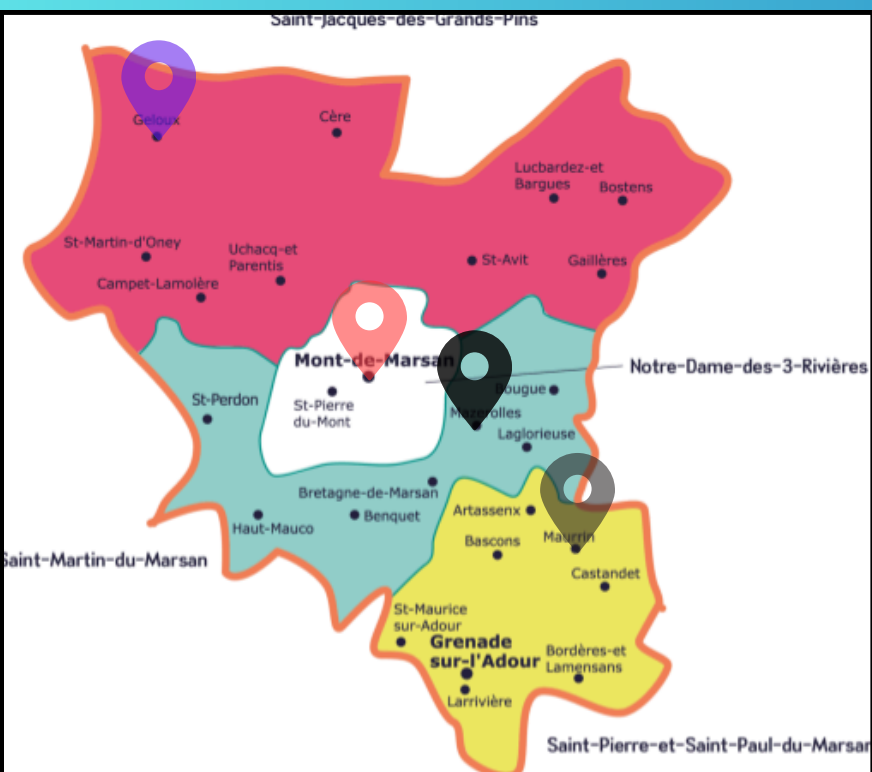 Saint-Jacques-des-Grands-Pins
Geloux
Cère
Lucbardez-et
Bargues
Bostens
St-Martin-d'Oney
Uchacq-et
Parentis
St-Avit
Gaillères
Campet-Lamolère
Mont-de-Marsan
Notre-Dame-des-3-Rivières
St-Pierre
du-Mont
St-Perdon
Bougue
Mazerolles
Laglorieuse
Bretagne-de-Marsan
Haut-Mauco
Benquet
Artassenx
Bascons
Maurrin
Saint-Martin-du-Marsan
Castandet
St-Maurice
sur-Adour
Grenade
sur-l'Adour
Bordères-et
Lamensans
Larrivière
Saint-Pierre-et-Saint-Paul-du-Marsan